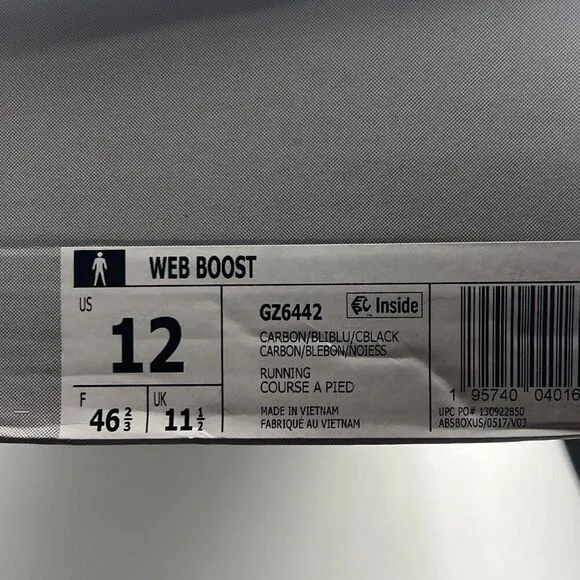 WEB BOOST
US
12
F
46 2/3
UK
11 1/2
GZ6442
Inside
CARBON/BLIBLU/CBLACK
CARBON/BLEBON/NOIESS
RUNNING
COURSE A PIED
MADE IN VIETNAM
FABRIQUÉ AU VIETNAM
1 95740 04016
UPC PO# 130922850
ABSBOXUS/0517/V03